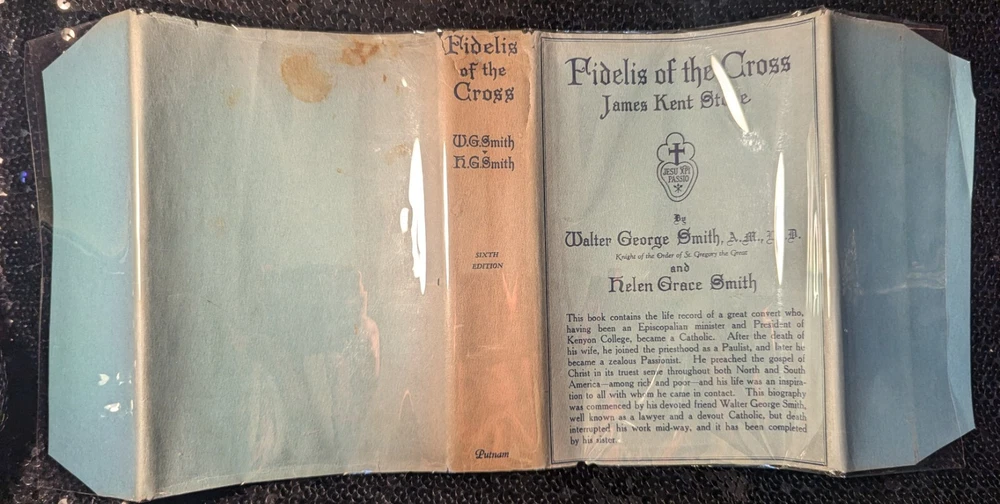 Fidelis
of the
Cross
W.G.Smith
H.G.Smith
SIXTH
EDITION
Putnam
Fidelis of the Cross
James Kent
JESU XPI
PASSIO
By
Walter George Smith, A.M.,
Knight of the Order of St. Gregory the Great
and
Helen Grace Smith
This book contains the life record of a great convert who,
having been an Episcopalian minister and President of
Kenyon College, became a Catholic. After the death of
his wife, he joined the priesthood as a Paulist, and later he
became a zealous Passionist. He preached the gospel of
Christ in its truest sense throughout both North and South
America—among rich and poor—and his life was an inspira-
tion to all with whom he came in contact. This biography
was commenced by his devoted friend Walter George Smith,
well known as a lawyer and a devout Catholic, but death
interrupted his work mid-way, and it has been completed
by his sister.